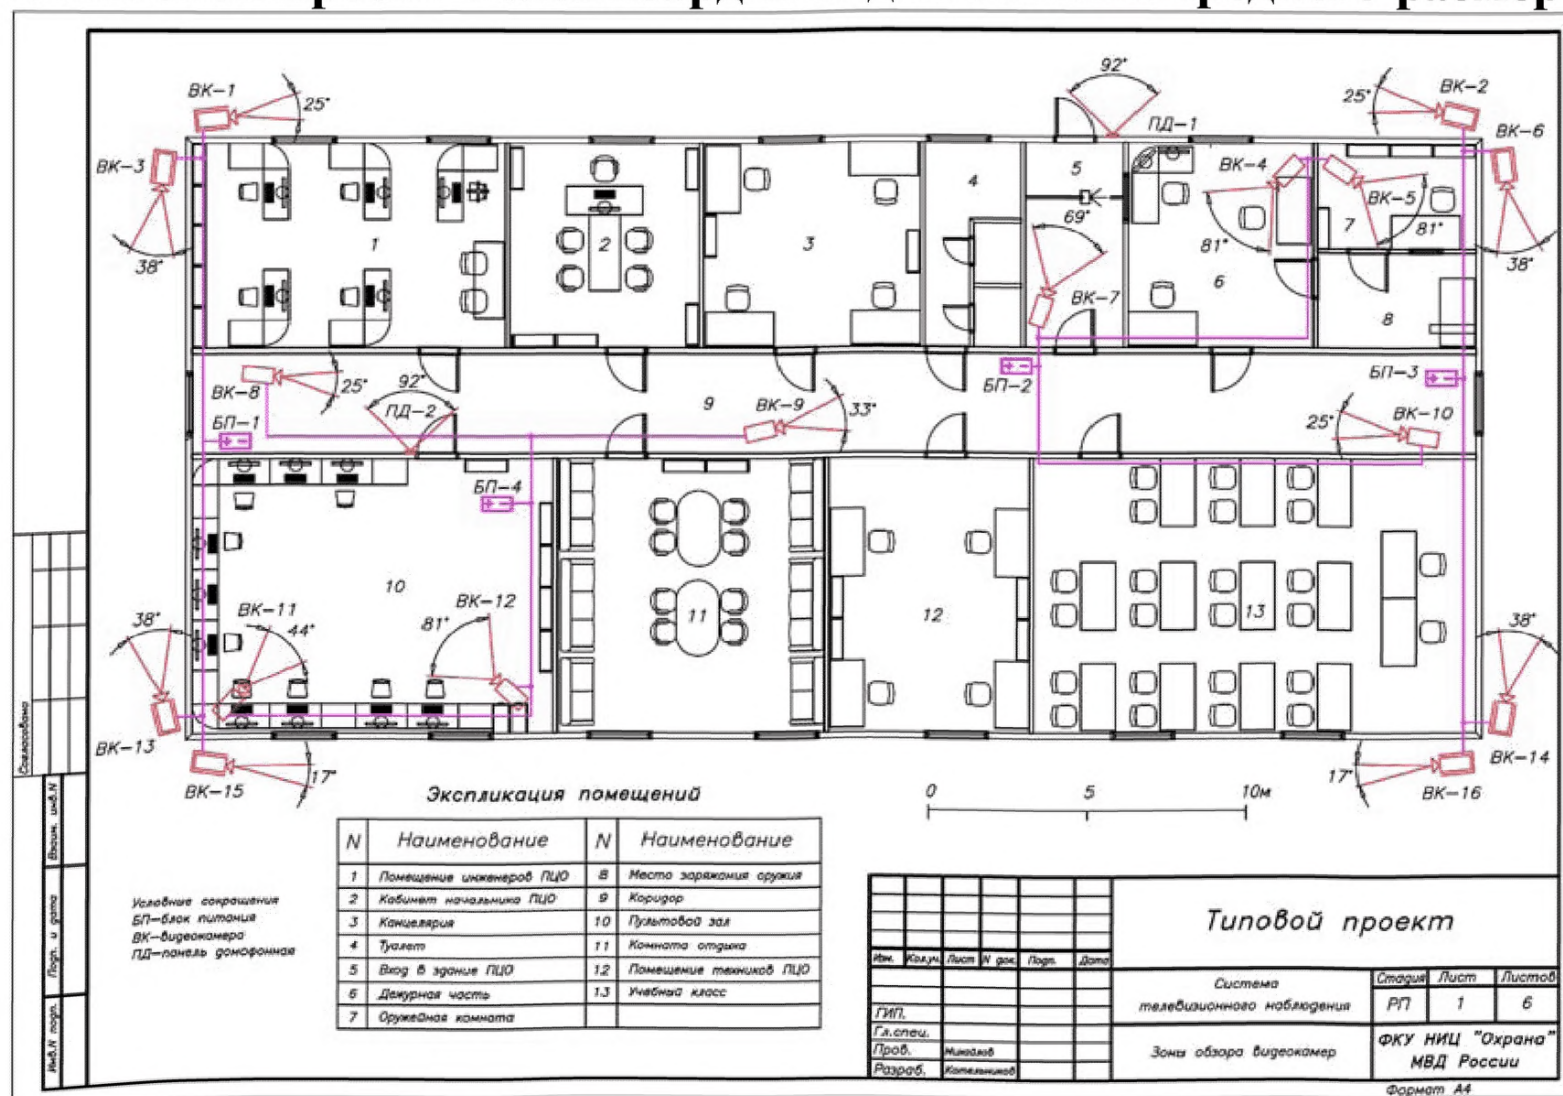 ВК-1
25°
92°
ПД-1
25°
ВК-2
ВК-3
ВК-6
ВК-4
ВК-5
1
2
3
4
5
6
7
8
69°
81°
81°
38°
38°
ВК-7
ВК-8
25°
92°
ПД-2
9
ВК-9
33°
БП-1
БП-2
БП-3
ВК-10
25°
БП-4
10
11
12
13
ВК-11
44°
ВК-12
81°
38°
38°
ВК-13
ВК-14
ВК-15
17°
17°
ВК-16
Экспликация помещений
0 5 10м
N Наименование N Наименование
1 Помещение инженеров ПЦО 8 Место заряжания оружия
2 Кабинет начальника ПЦО 9 Коридор
3 Канцелярия 10 Пультовой зал
4 Туалет 11 Комната отдыха
5 Вход в здание ПЦО 12 Помещение техников ПЦО
6 Дежурная часть 13 Учебный класс
7 Оружейная комната
Условные сокращения
БП-блок питания
ВК-видеокамера
ПД-панель домофонная
Согласовано
Взаим. инв.N
Подп. и дата
Инв.N подл.
Типовой проект
Изм. Кол.уч. Лист N док. Подп. Дата
Система
телевизионного наблюдения
Стадия Лист Листов
РП 1 6
ГИП.
Гл.спец.
Пров. Михайлов
Разраб. Котельников
Зоны обзора видеокамер
ФКУ НИЦ "Охрана"
МВД России
Формат А4